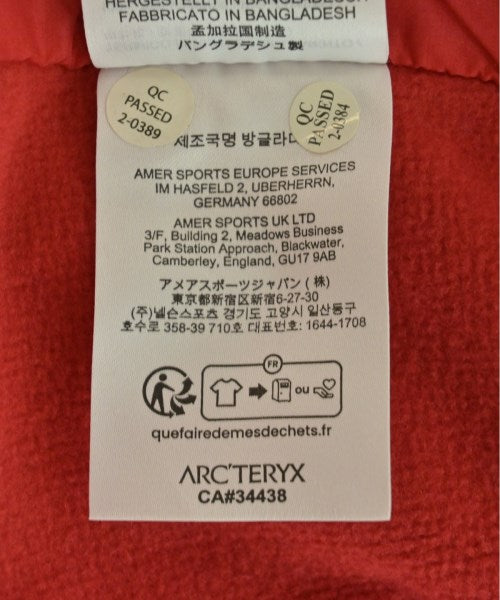 HERGESTELLT IN BANGLADESCH
FABBRICATO IN BANGLADESH
孟加拉国制造
バングラデシュ製
QC
PASSED
2-0389
QC
PASSED
2-0384
제조국명 방글라데
AMER SPORTS EUROPE SERVICES
IM HASFELD 2, UBERHERRN,
GERMANY 66802
AMER SPORTS UK LTD
3/F, Building 2, Meadows Business
Park Station Approach, Blackwater,
Camberley, England, GU17 9AB
アメアスポーツジャパン (株)
東京都新宿区新宿6-27-30
(주)넬슨스포츠 경기도 고양시 일산동구
호수로 358-39 710호 대표번호: 1644-1708
FR
ou
quefairedemesdechets.fr
ARC'TERYX
CA#34438